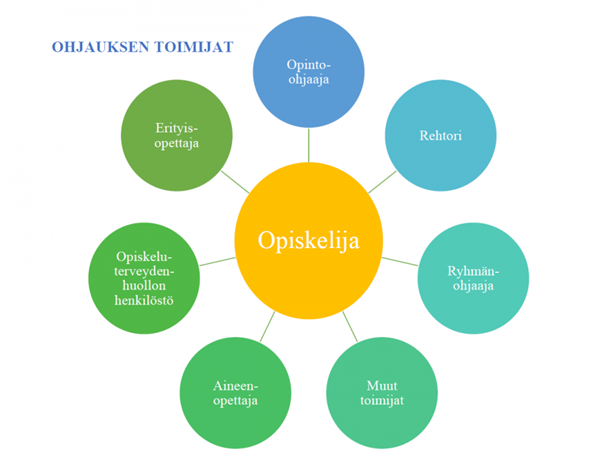 OHJAUKSEN TOIMIJAT
Opinto-
ohjaaja
Rehtori
Ryhmän-
ohjaaja
Muut
toimijat
Aineen-
opettaja
Opiskelu-
terveyden-
huollon
henkilöstö
Erityis-
opettaja
Opiskelija